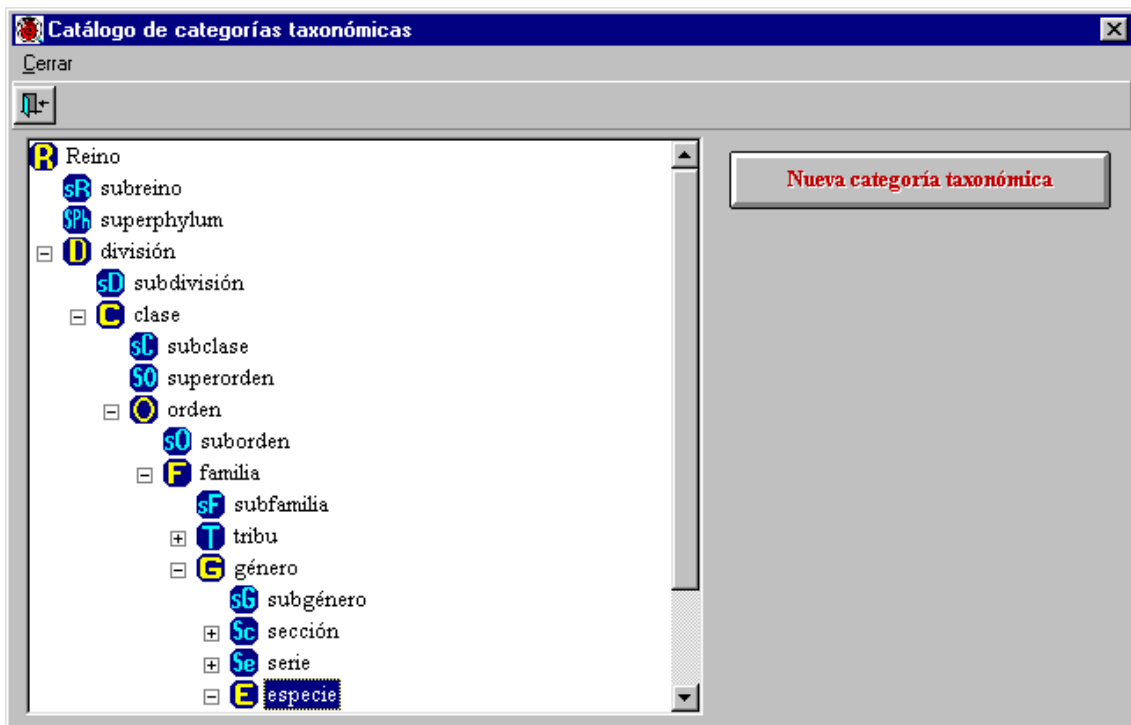 Catálogo de categorías taxonómicas
Cerrar
R Reino
sR subreino
SPh superphylum
D división
sD subdivisión
C clase
sC subclase
SO superorden
O orden
sO suborden
F familia
sF subfamilia
T tribu
G género
sG subgénero
Sc sección
Se serie
E especie
Nueva categoría taxonómica